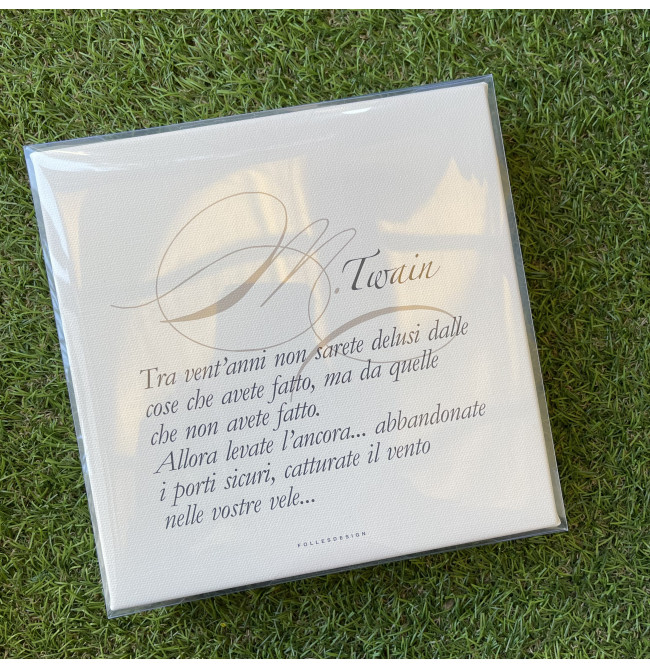 M. Twain
Tra vent'anni non sarete delusi dalle
cose che avete fatto, ma da quelle
che non avete fatto.
Allora levate l'ancora... abbandonate
i porti sicuri, catturate il vento
nelle vostre vele...
FOLLESDESIGN